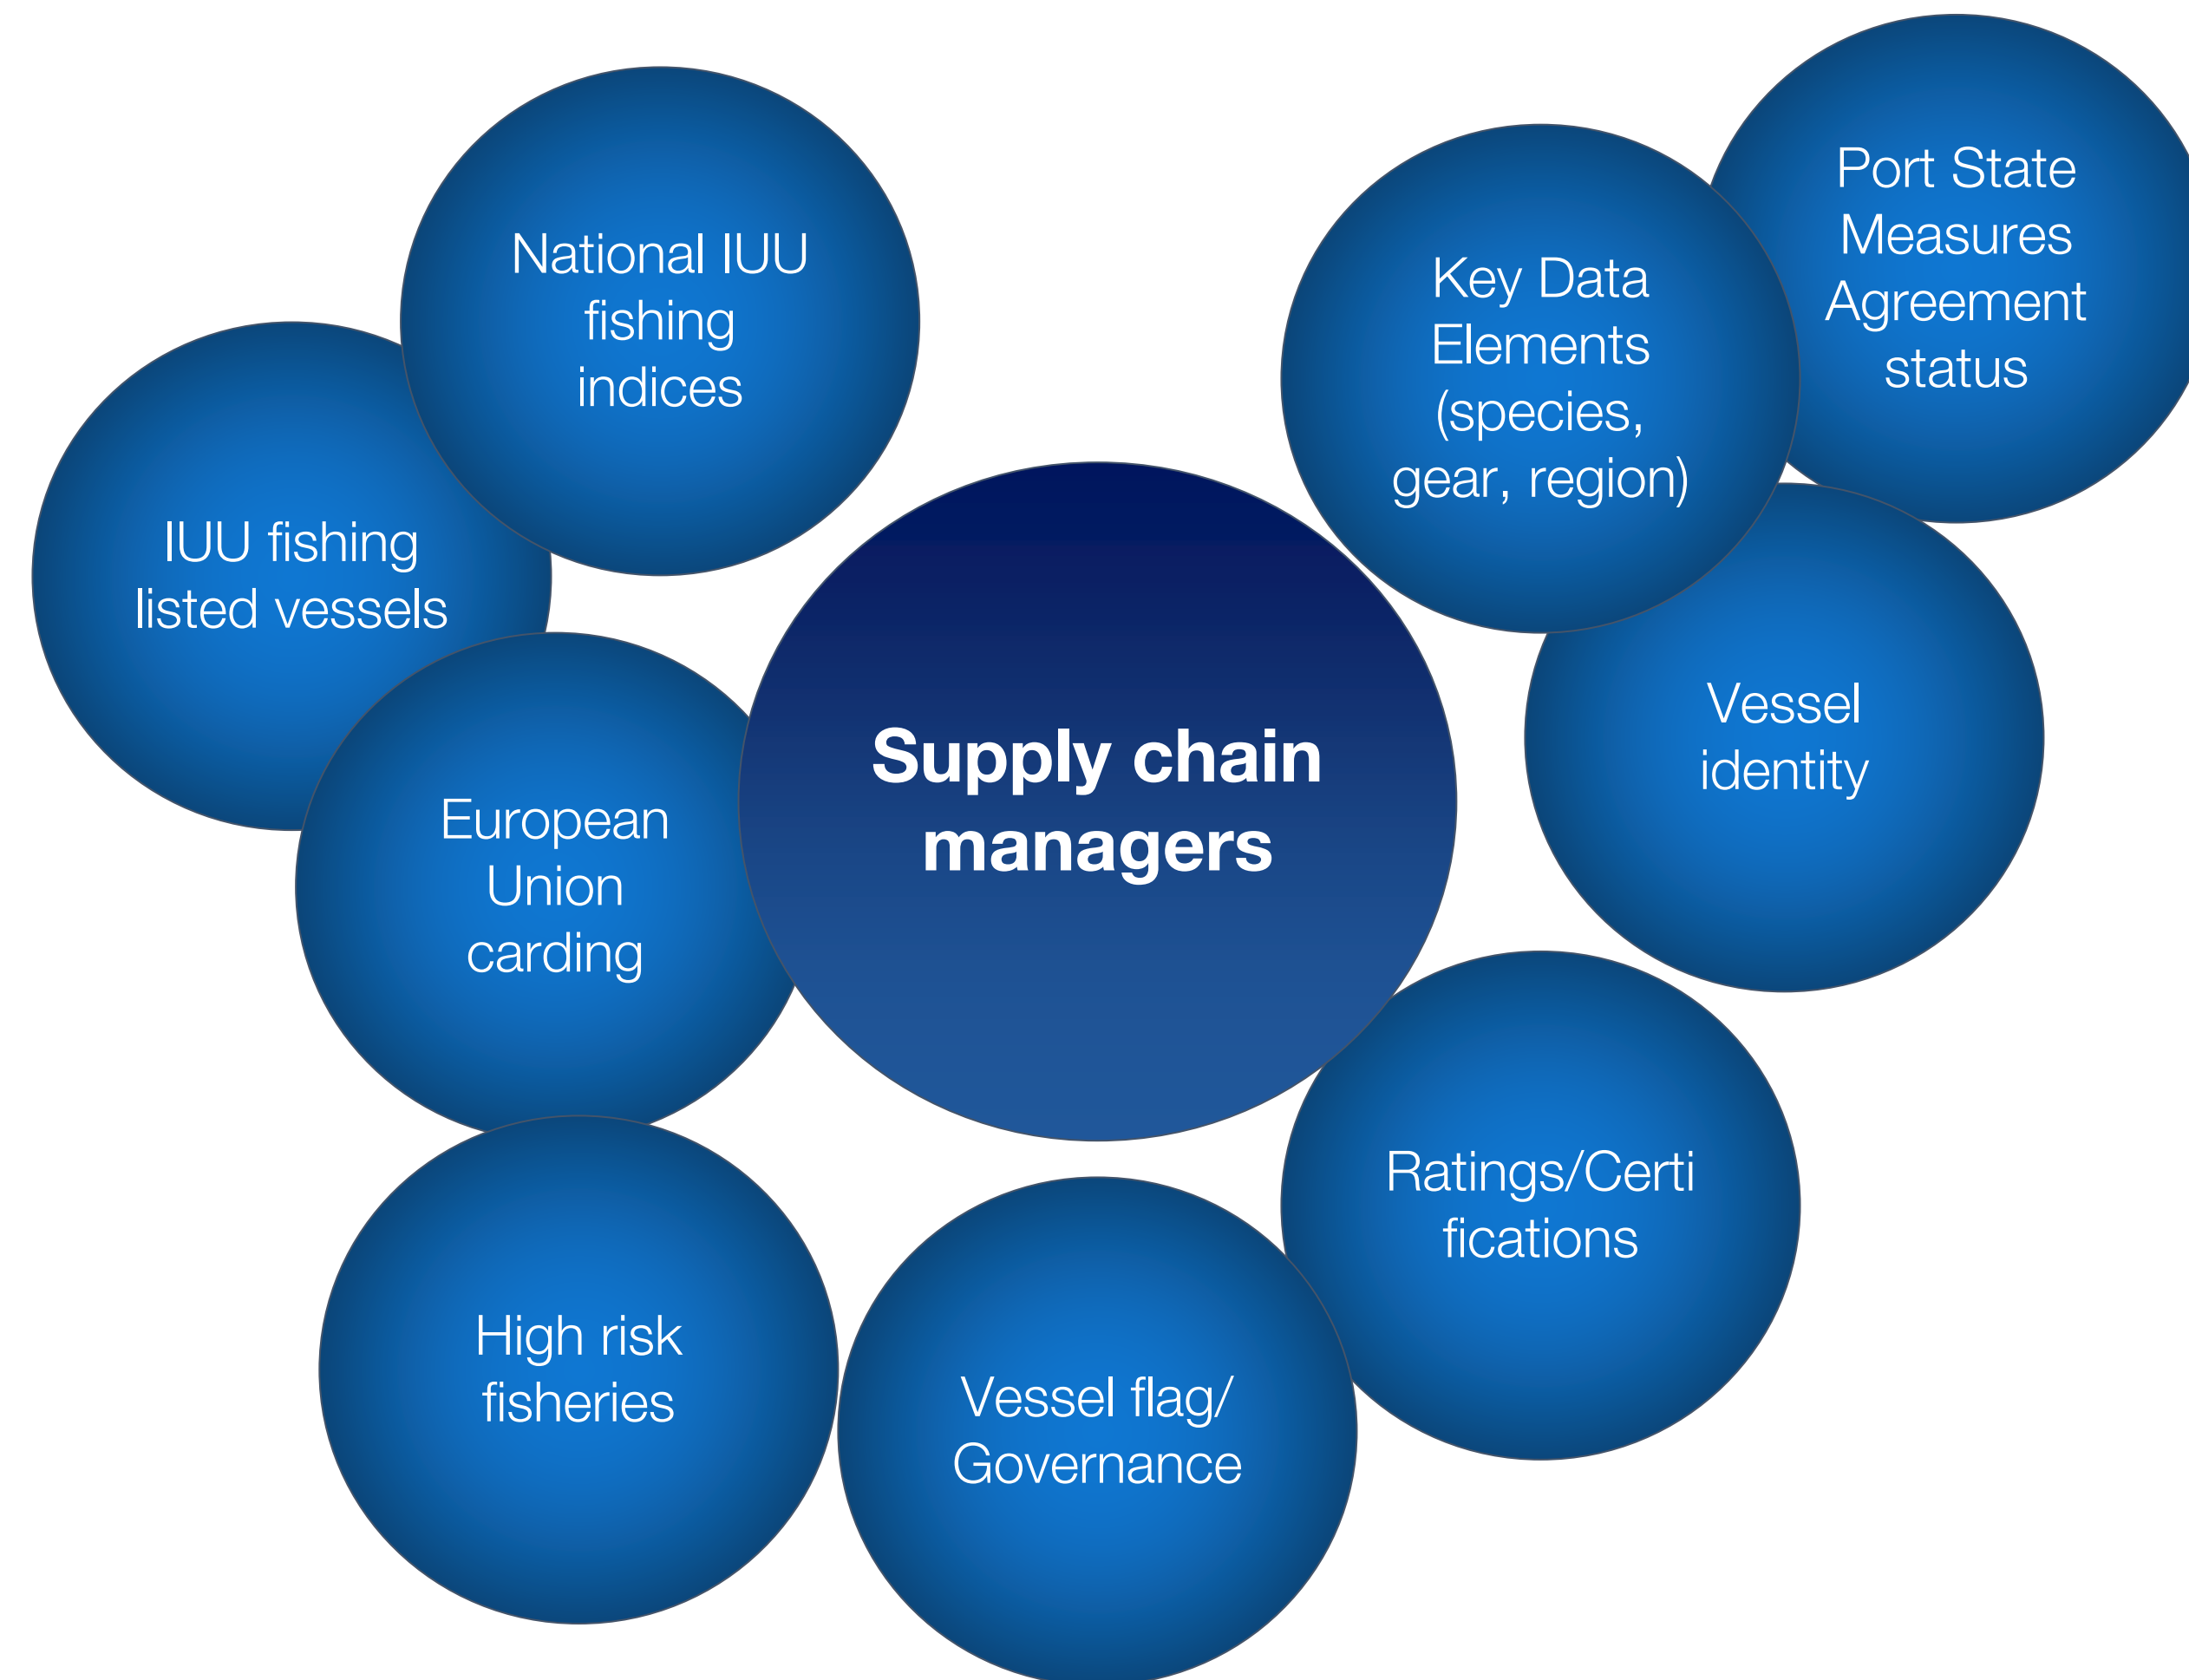 National IUU
fishing
indices
Port State
Measures
Agreement
status
Key Data
Elements
(species,
gear, region)
IUU fishing
listed vessels
Vessel
identity
Supply chain
managers
European
Union
carding
Ratings/Certi
fications
High risk
fisheries
Vessel flag/
Governance